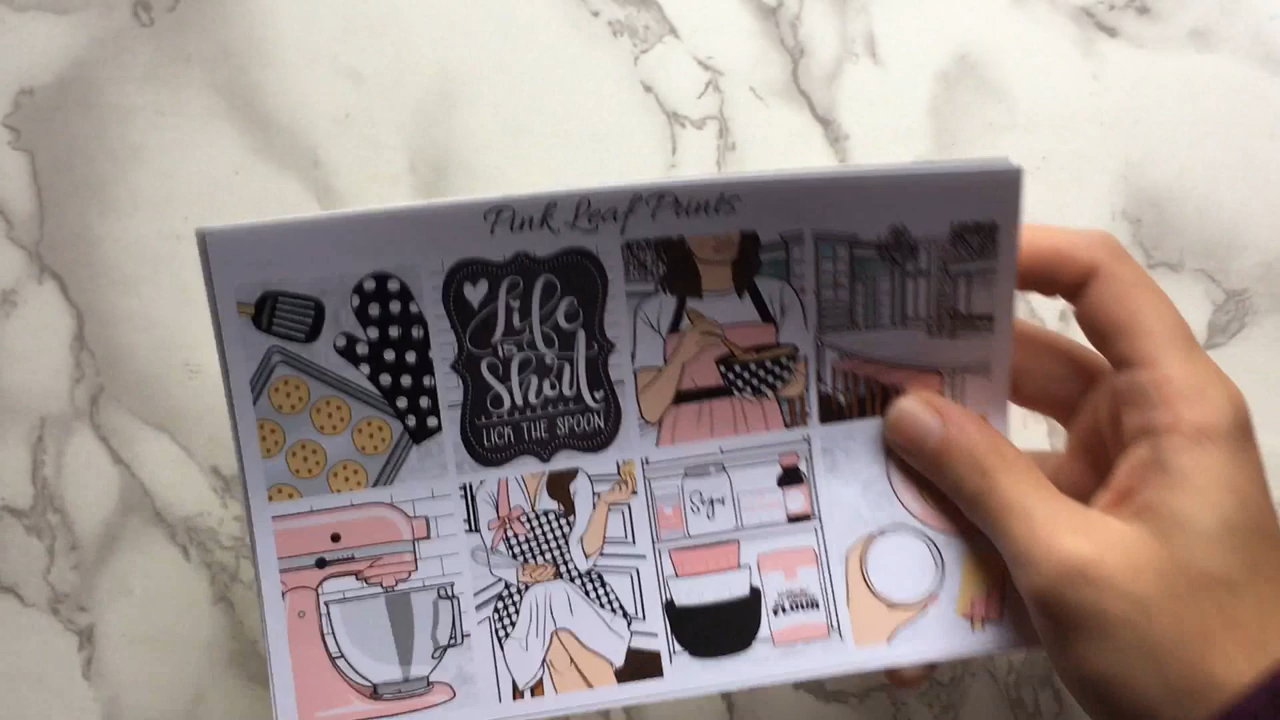 Pink Leaf Prints
Life
is
Short
LICK THE SPOON
Sugar
FLOUR